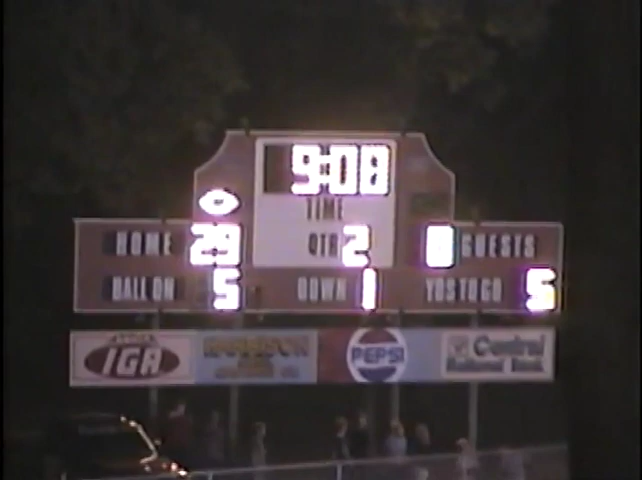 9:08
TIME
HOME 29 QTR 2 0 GUESTS
BALL ON 5 DOWN 1 YDS TO GO 5
IGA
PEPSI
Central
National Bank